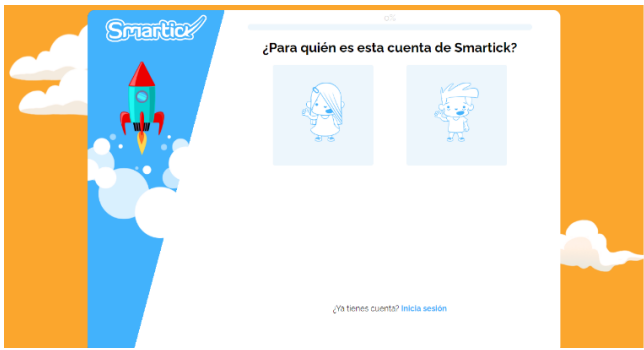 Smartick
0%
¿Para quién es esta cuenta de Smartick?
¿Ya tienes cuenta? Inicia sesión